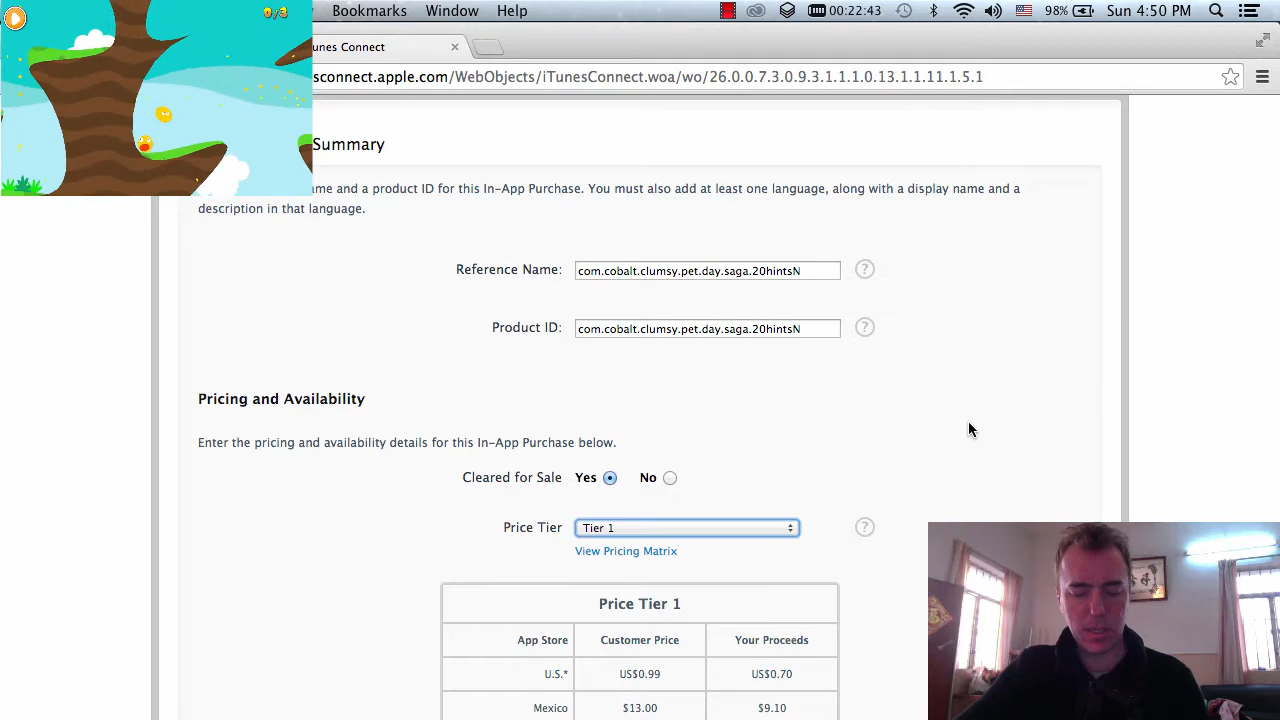 0/3
Bookmarks Window Help
00:22:43
98%
Sun 4:50 PM
Tunes Connect
sconnect.apple.com/WebObjects/iTunesConnect.woa/wo/26.0.0.7.3.0.9.3.1.1.1.0.13.1.1.11.1.5.1
Summary
me and a product ID for this In-App Purchase. You must also add at least one language, along with a display name and a
description in that language.
Reference Name: com.cobalt.clumsy.pet.day.saga.20hintsN ?
Product ID: com.cobalt.clumsy.pet.day.saga.20hintsN ?
Pricing and Availability
Enter the pricing and availability details for this In-App Purchase below.
Cleared for Sale Yes No
Price Tier Tier 1 ?
View Pricing Matrix
Price Tier 1
App Store Customer Price Your Proceeds
U.S.* US$0.99 US$0.70
Mexico $13.00 $9.10